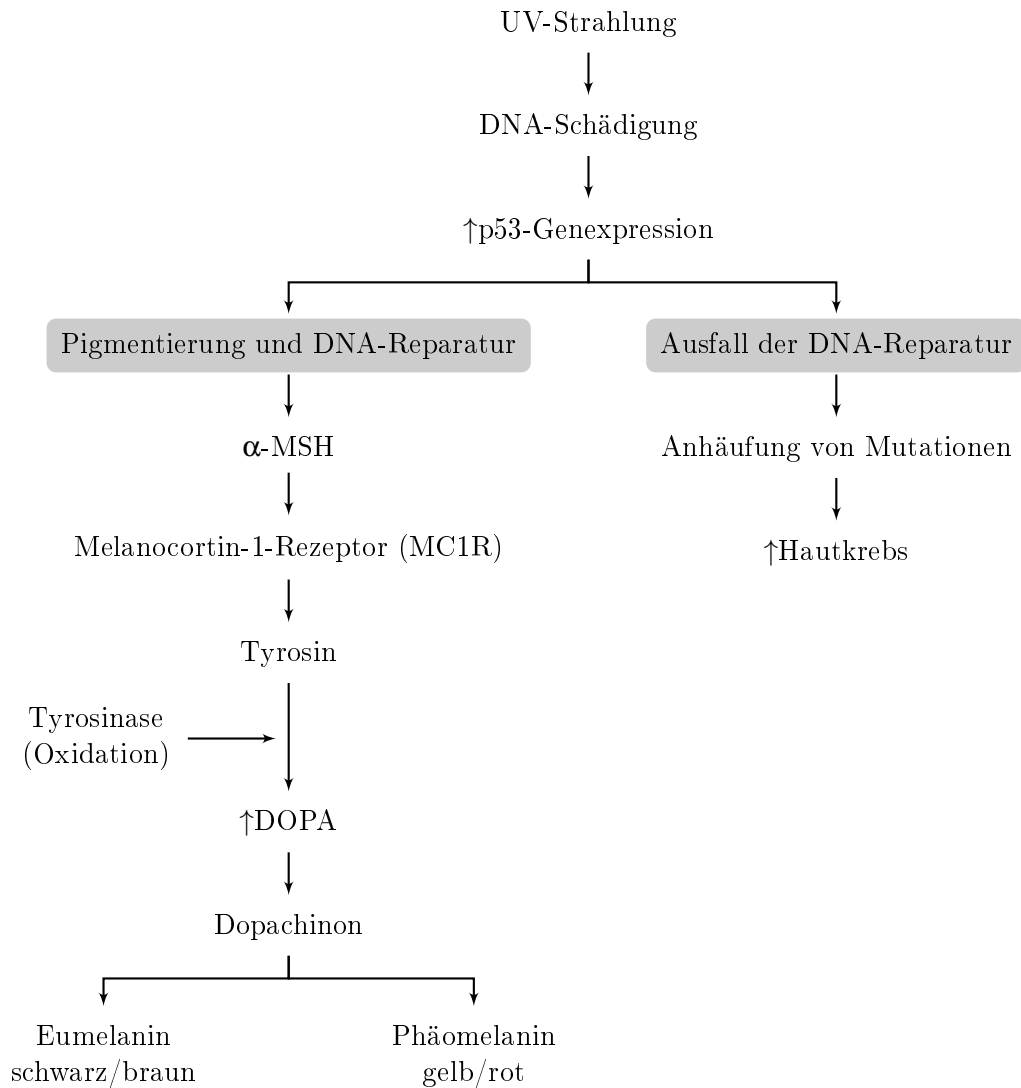 UV-Strahlung
DNA-Schädigung
↑p53-Genexpression
Pigmentierung und DNA-Reparatur
Ausfall der DNA-Reparatur
α-MSH
Anhäufung von Mutationen
Melanocortin-1-Rezeptor (MC1R)
↑Hautkrebs
Tyrosin
Tyrosinase
(Oxidation)
↑DOPA
Dopachinon
Eumelanin
schwarz/braun
Phäomelanin
gelb/rot